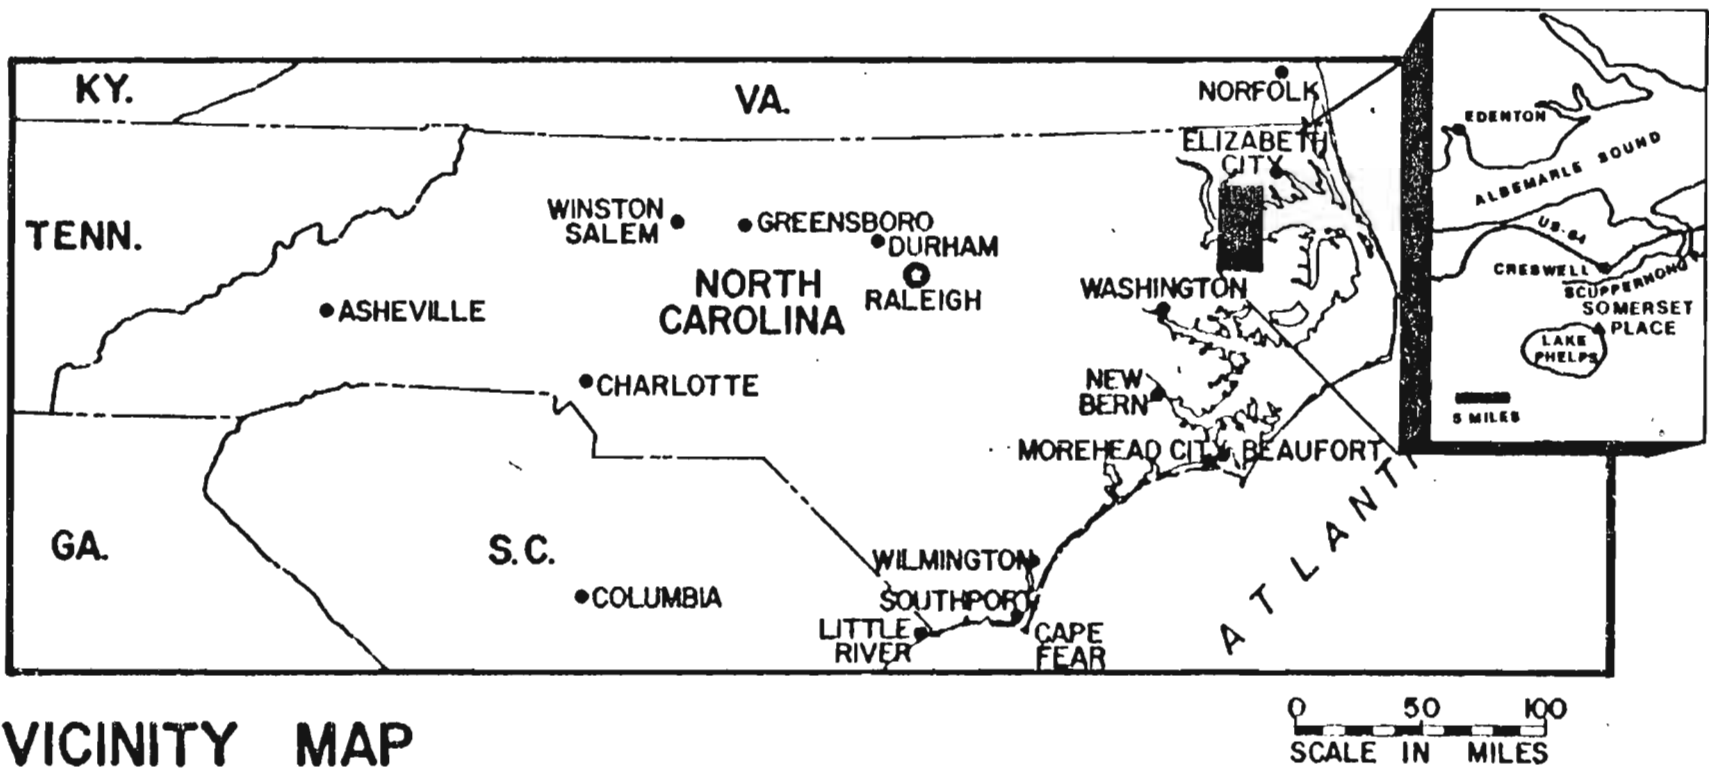 KY.
VA.
NORFOLK
ELIZABETH
CITY
TENN.
WINSTON
SALEM
GREENSBORO
DURHAM
NORTH
CAROLINA
RALEIGH
WASHINGTON
ASHEVILLE
CHARLOTTE
NEW
BERN
MOREHEAD CITY
BEAUFORT
GA.
S.C.
COLUMBIA
WILMINGTON
SOUTHPORT
LITTLE
RIVER
CAPE
FEAR
ATLANTI
EDENTON
ALBEMARLE SOUND
US-64
CRESWELL
SCUPPERNONG
SOMERSET
PLACE
LAKE
PHELPS
5 MILES
VICINITY MAP
0 50 100
SCALE IN MILES